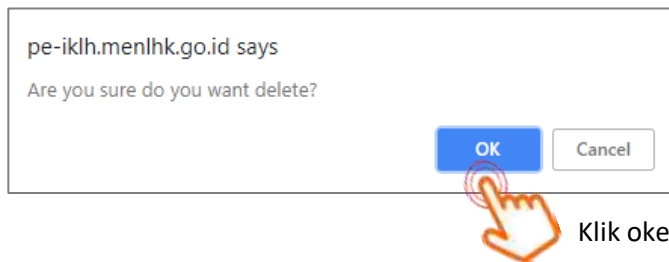 pe-iklh.menlhk.go.id says
Are you sure do you want delete?
OK
Cancel
Klik oke